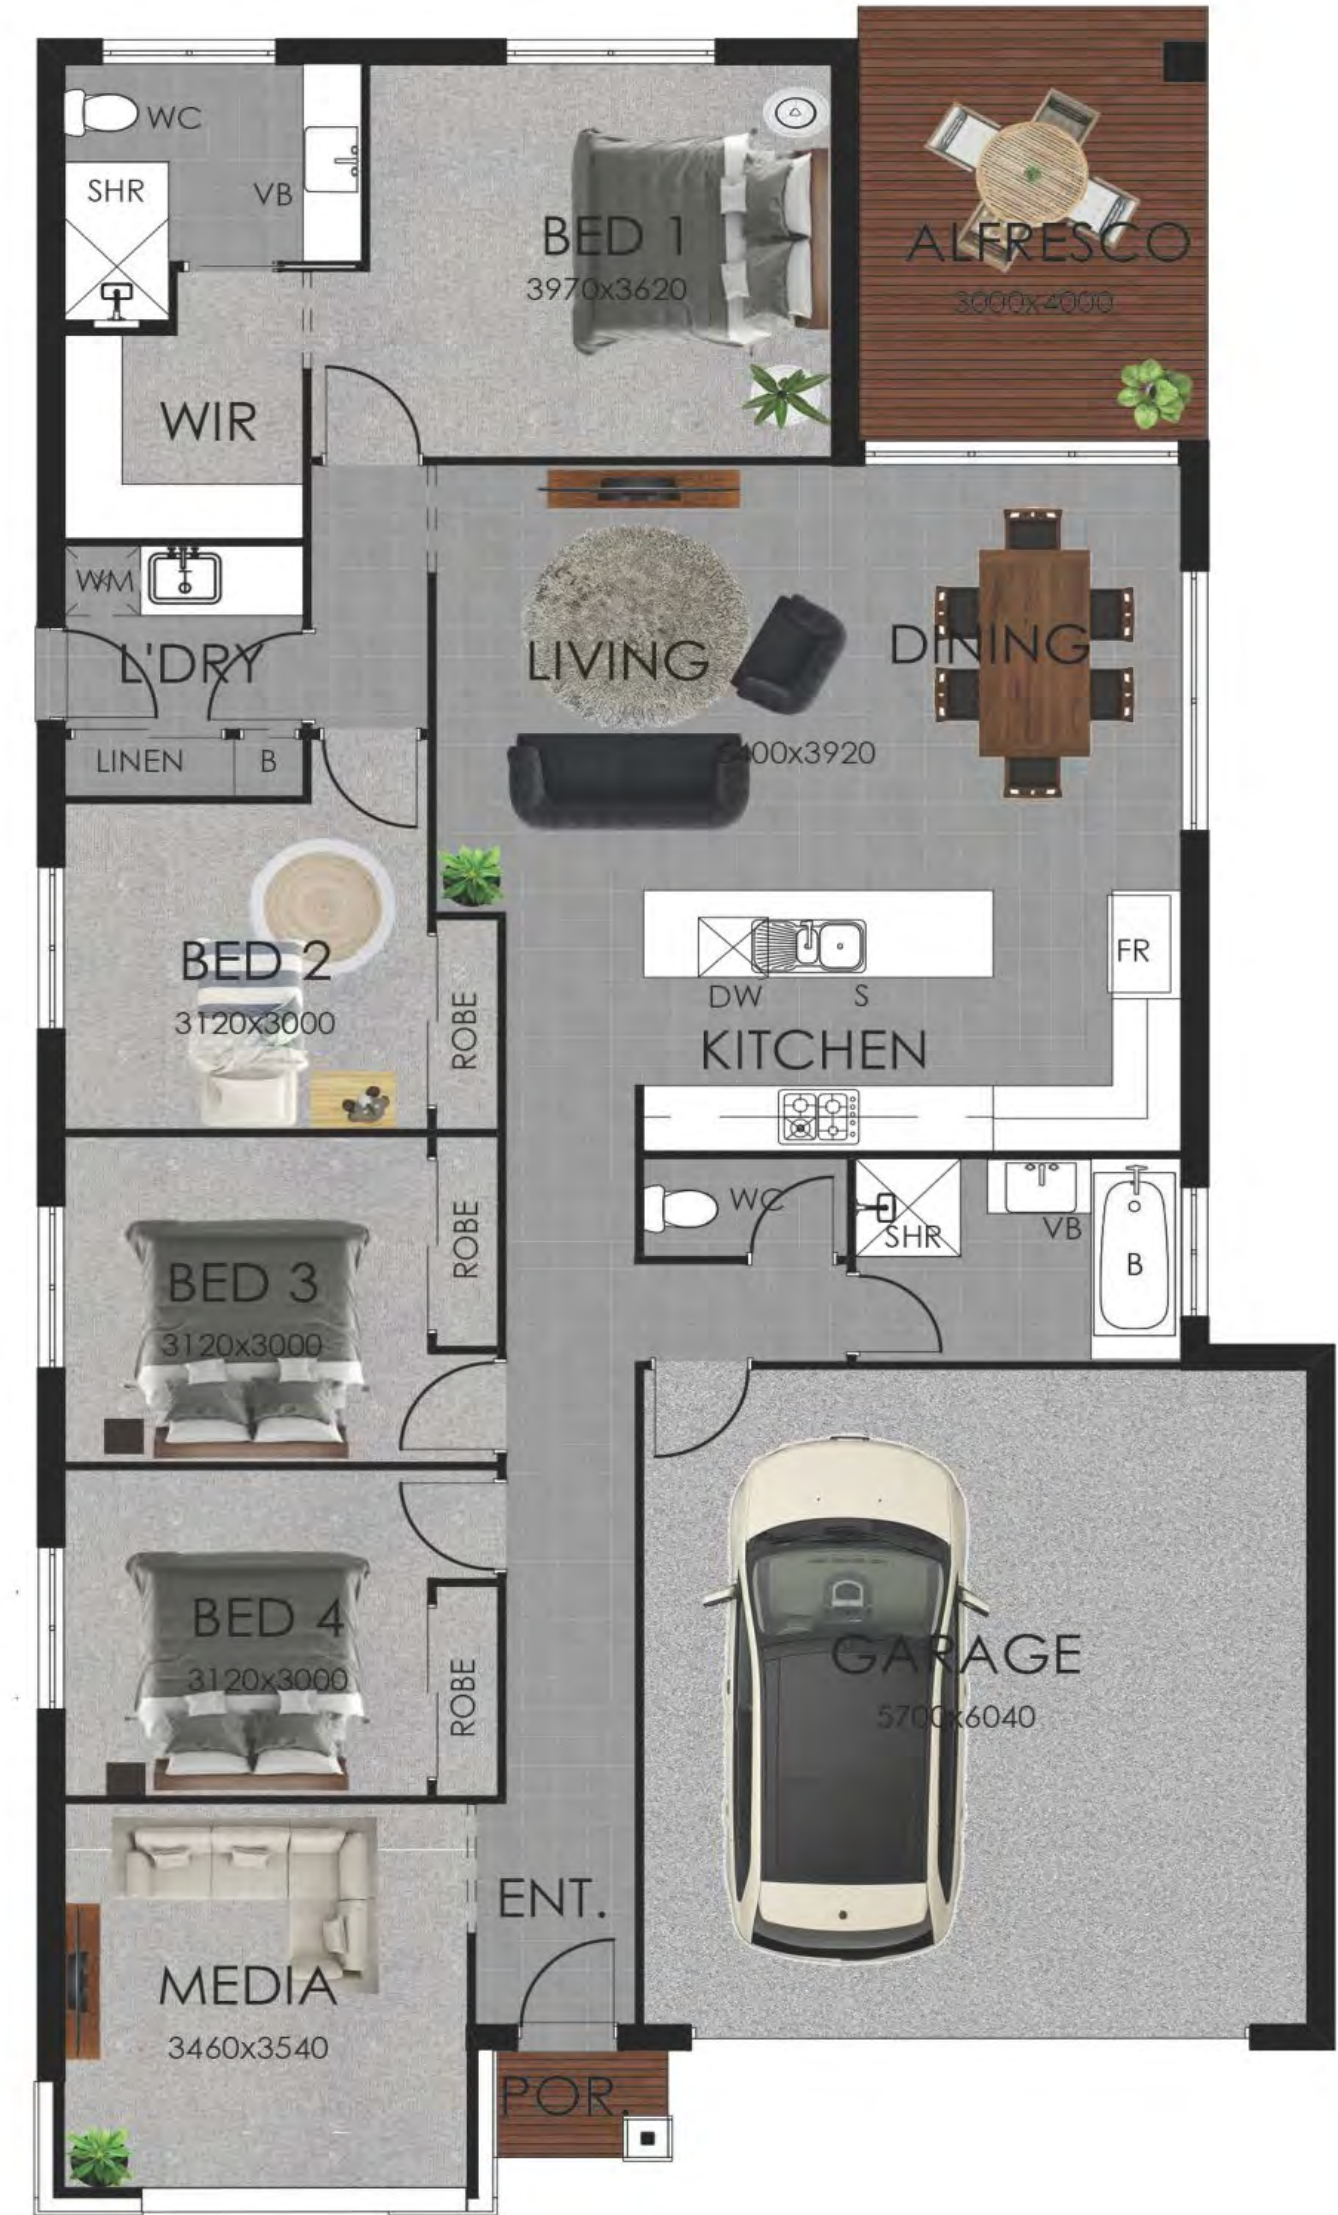 WC
SHR
VB
BED 1
3970x3620
ALFRESCO
3000x4000
WIR
WM
L'DRY
LINEN
B
LIVING
DINING
BED 2
3120x3000
ROBE
FR
DW
S
KITCHEN
WC
SHR
VB
B
BED 3
3120x3000
ROBE
BED 4
3120x3000
ROBE
GARAGE
5700x6040
ENT.
MEDIA
3460x3540
POR.